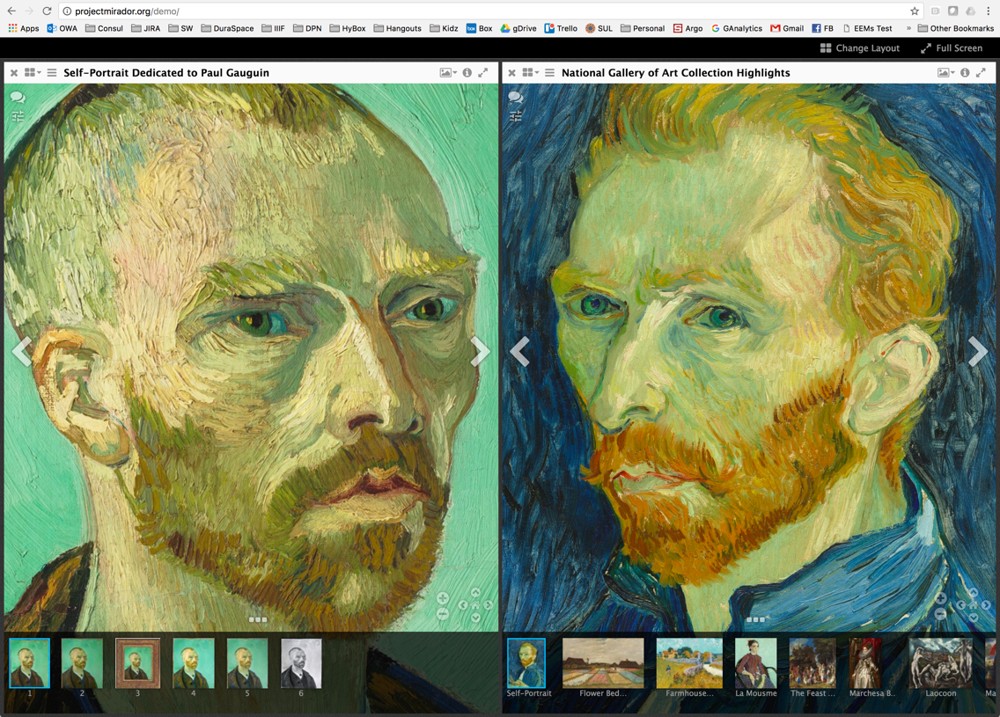 projectmirador.org/demo/
Apps OWA Consul JIRA SW DuraSpace IIIF DPN HyBox Hangouts Kidz Box gDrive Trello SUL Personal Argo GAnalytics Gmail FB EEMs Test » Other Bookmarks
Change Layout Full Screen
Self-Portrait Dedicated to Paul Gauguin
National Gallery of Art Collection Highlights
1 2 3 4 5 6
Self-Portrait Flower Bed... Farmhouse... La Mousme The Feast ... Marchesa B.. Laocoon Ma